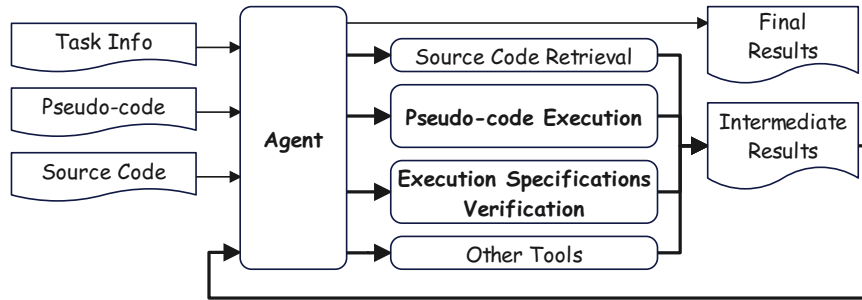 Task Info
Pseudo-code
Source Code
Agent
Source Code Retrieval
Pseudo-code Execution
Execution Specifications
Verification
Other Tools
Final
Results
Intermediate
Results